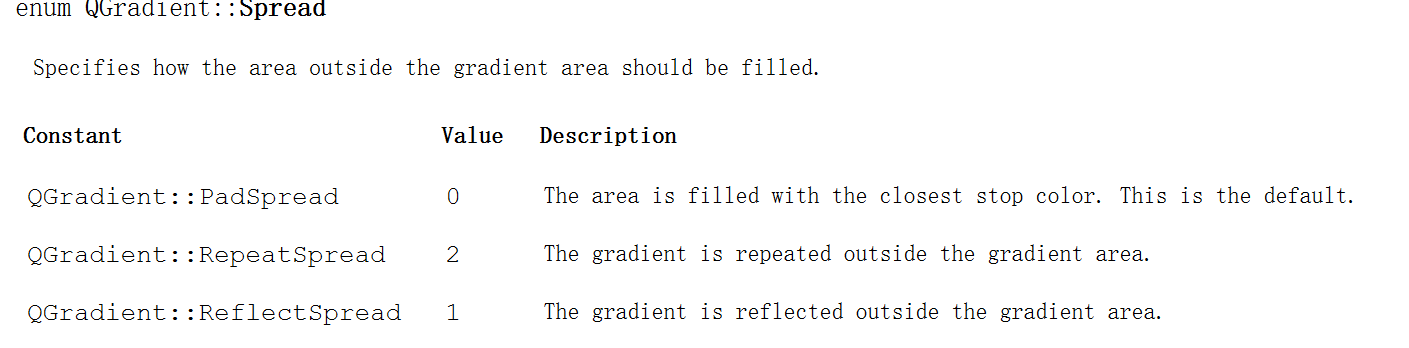 enum QGradient::Spread
Specifies how the area outside the gradient area should be filled.
Constant Value Description
QGradient::PadSpread 0 The area is filled with the closest stop color. This is the default.
QGradient::RepeatSpread 2 The gradient is repeated outside the gradient area.
QGradient::ReflectSpread 1 The gradient is reflected outside the gradient area.